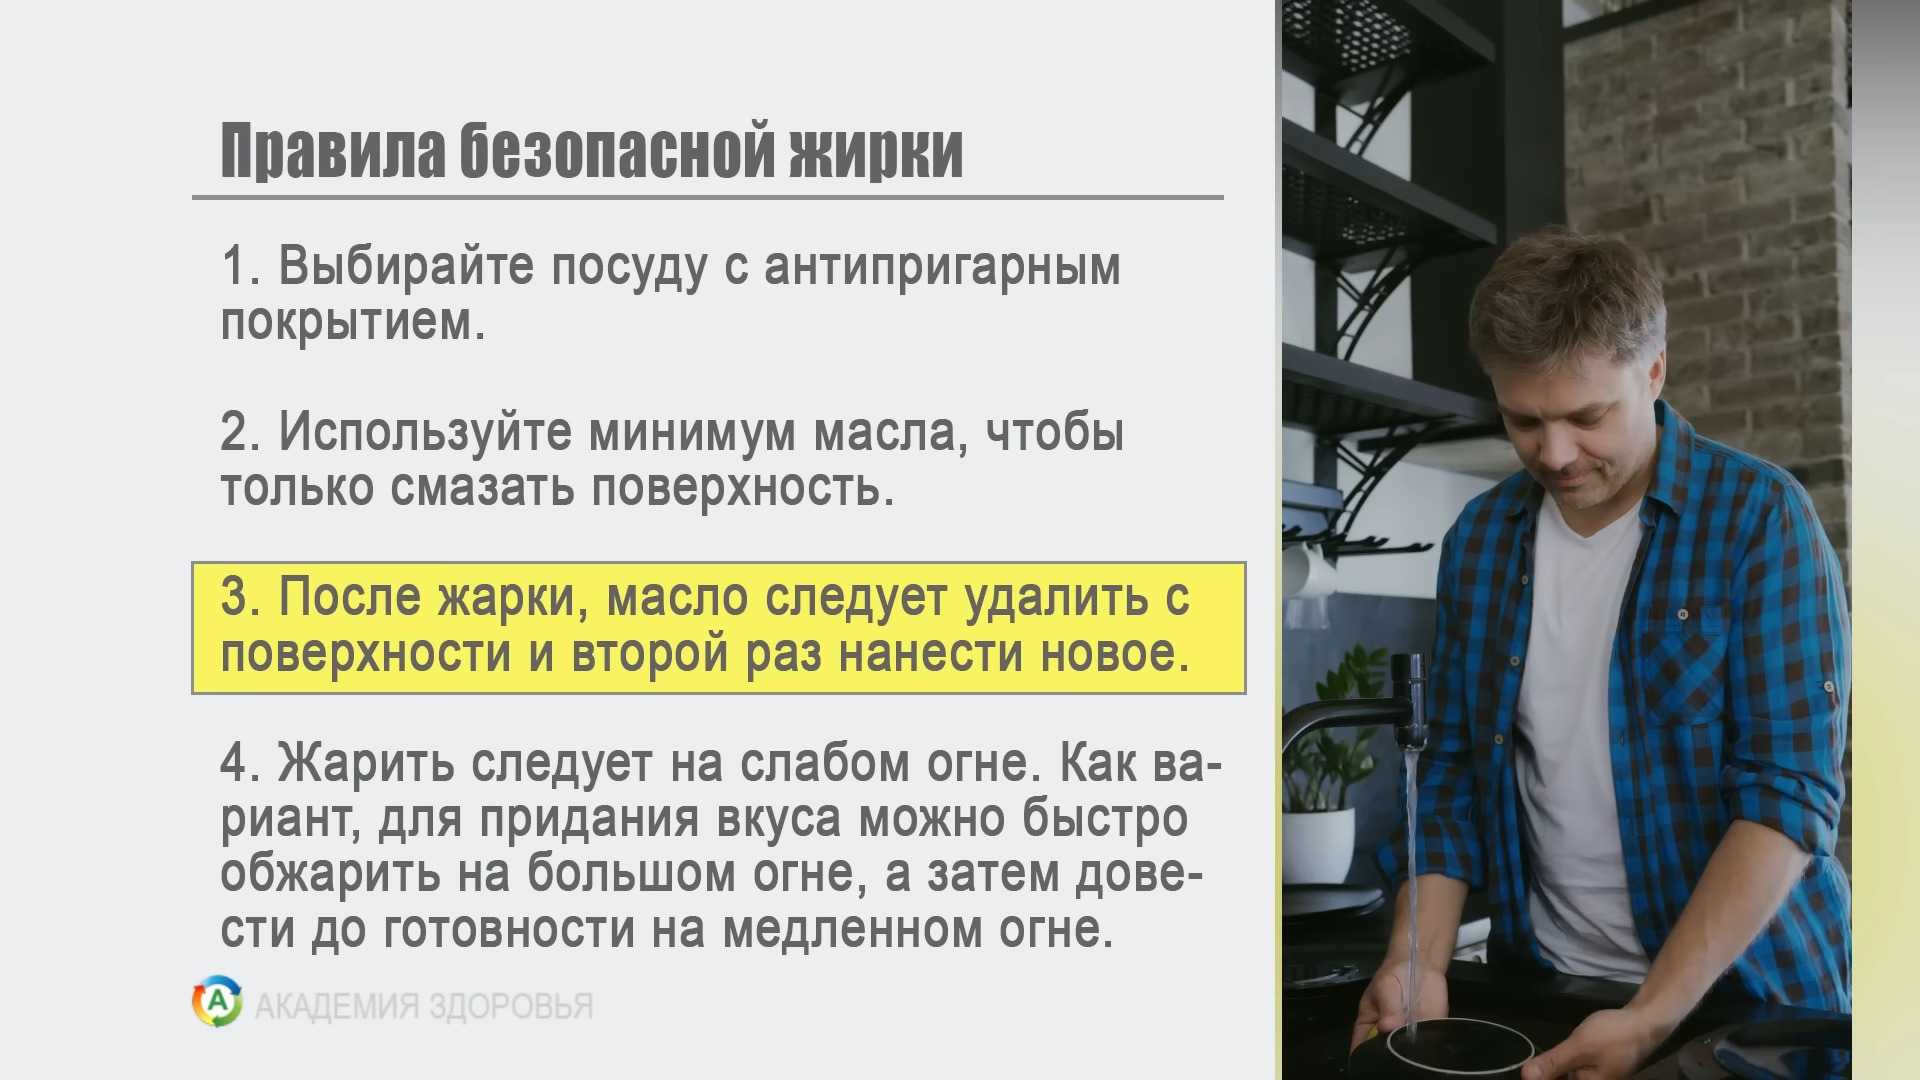 Правила безопасной жирки
1. Выбирайте посуду с антипригарным
покрытием.
2. Используйте минимум масла, чтобы
только смазать поверхность.
3. После жарки, масло следует удалить с
поверхности и второй раз нанести новое.
4. Жарить следует на слабом огне. Как ва-
риант, для придания вкуса можно быстро
обжарить на большом огне, а затем дове-
сти до готовности на медленном огне.
А АКАДЕМИЯ ЗДОРОВЬЯ